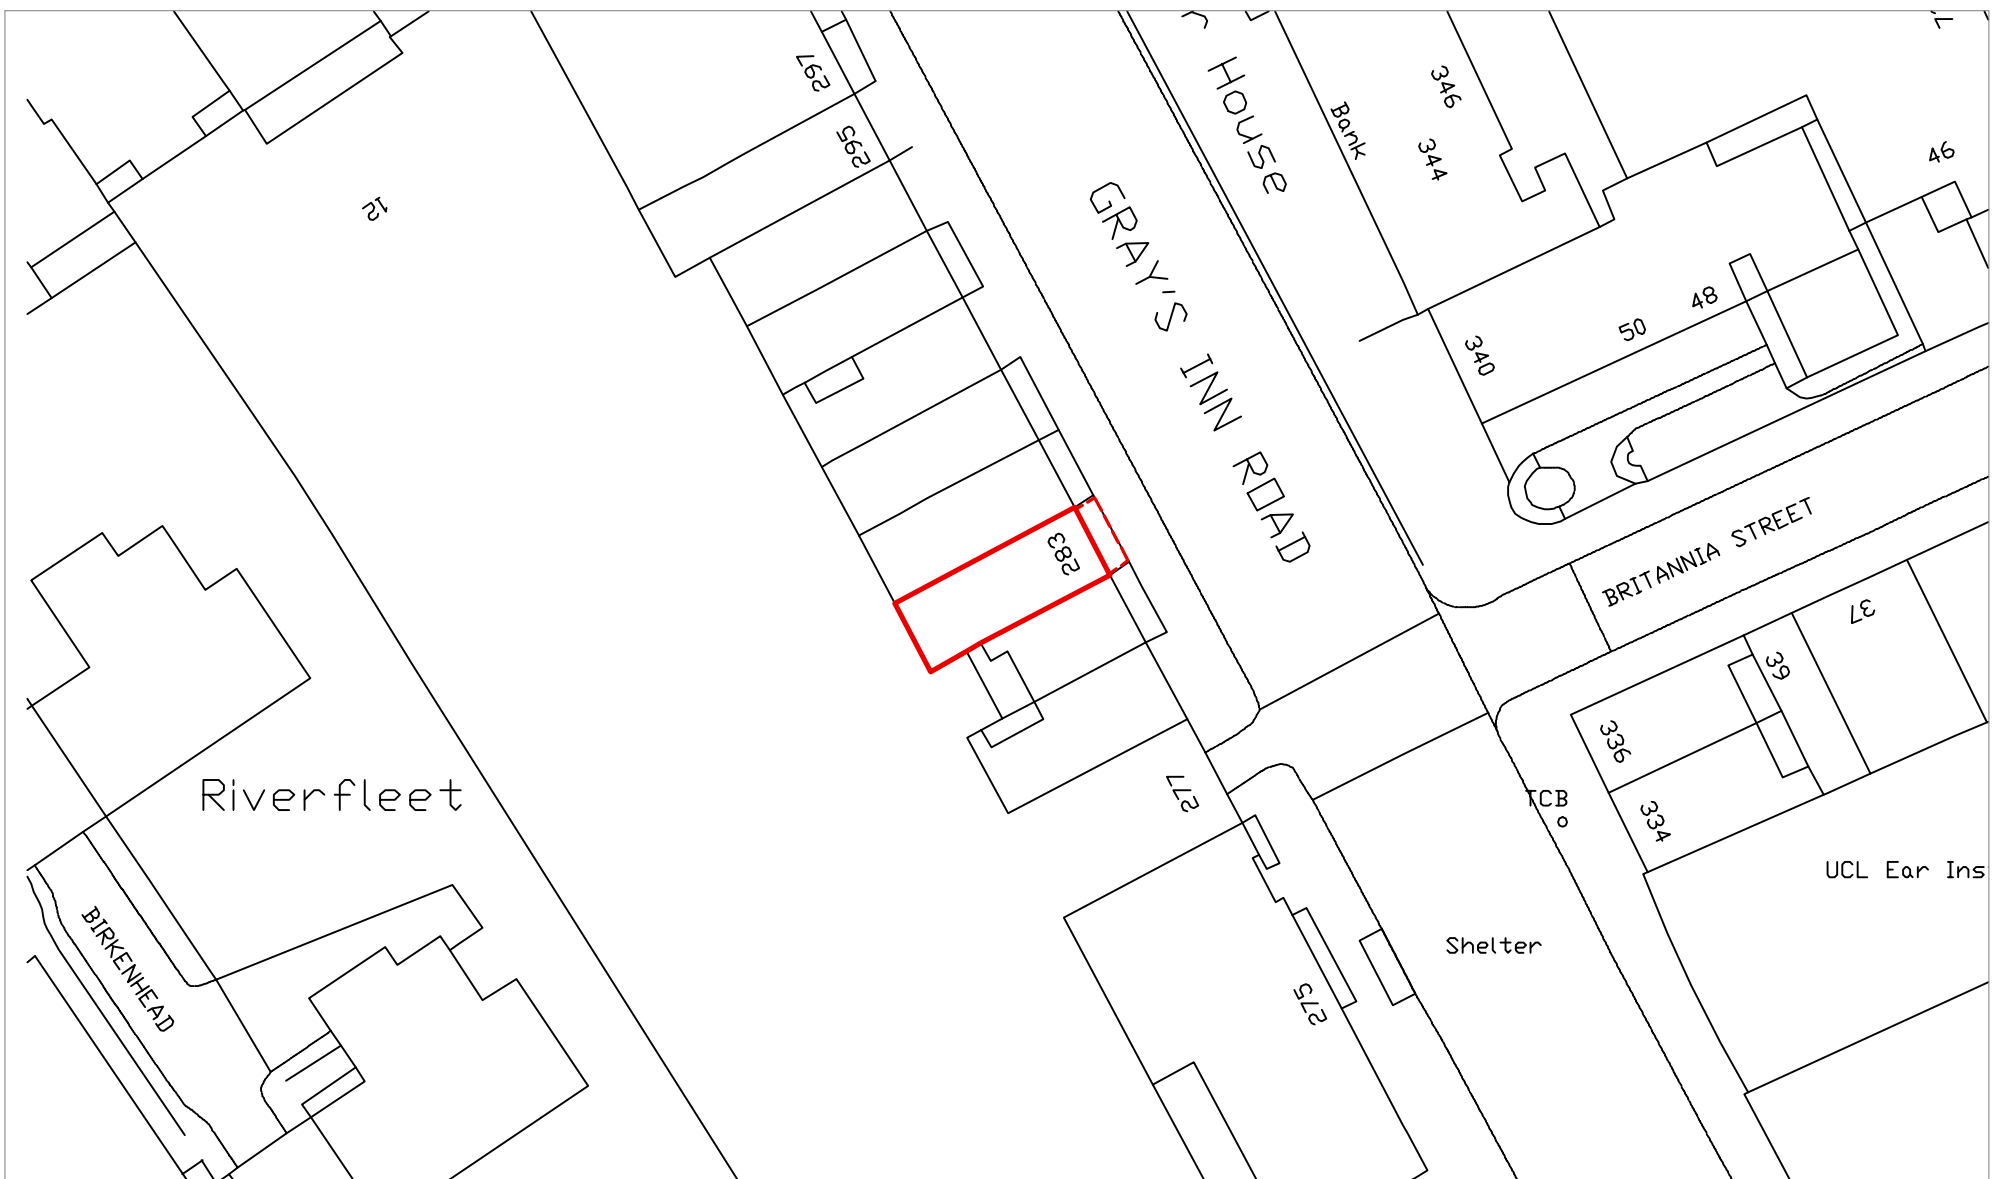 297
House
346
Bank
295
344
46
12
GRAY'S INN ROAD
48
50
340
283
BRITANNIA STREET
37
39
336
277
Riverfleet
TCB
334
UCL Ear Ins
BIRKENHEAD
Shelter
275